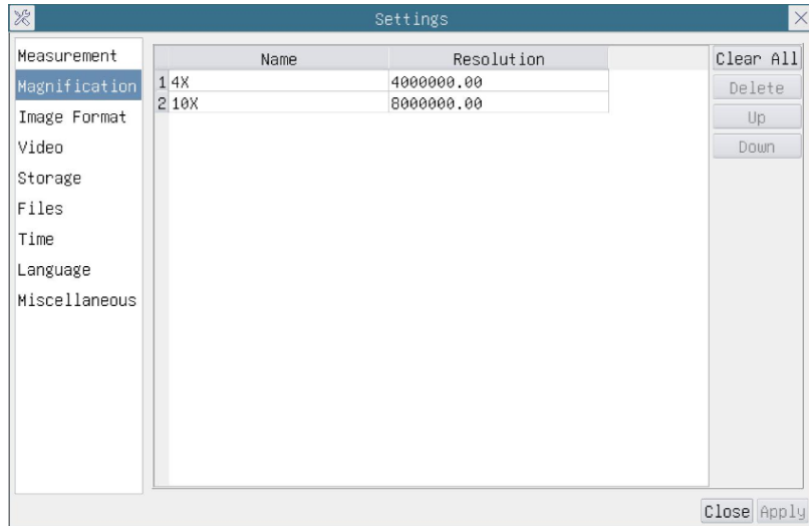 Settings
Measurement
Magnification
Image Format
Video
Storage
Files
Time
Language
Miscellaneous
Name Resolution
1 4X 4000000.00
2 10X 8000000.00
Clear All
Delete
Up
Down
Close Apply